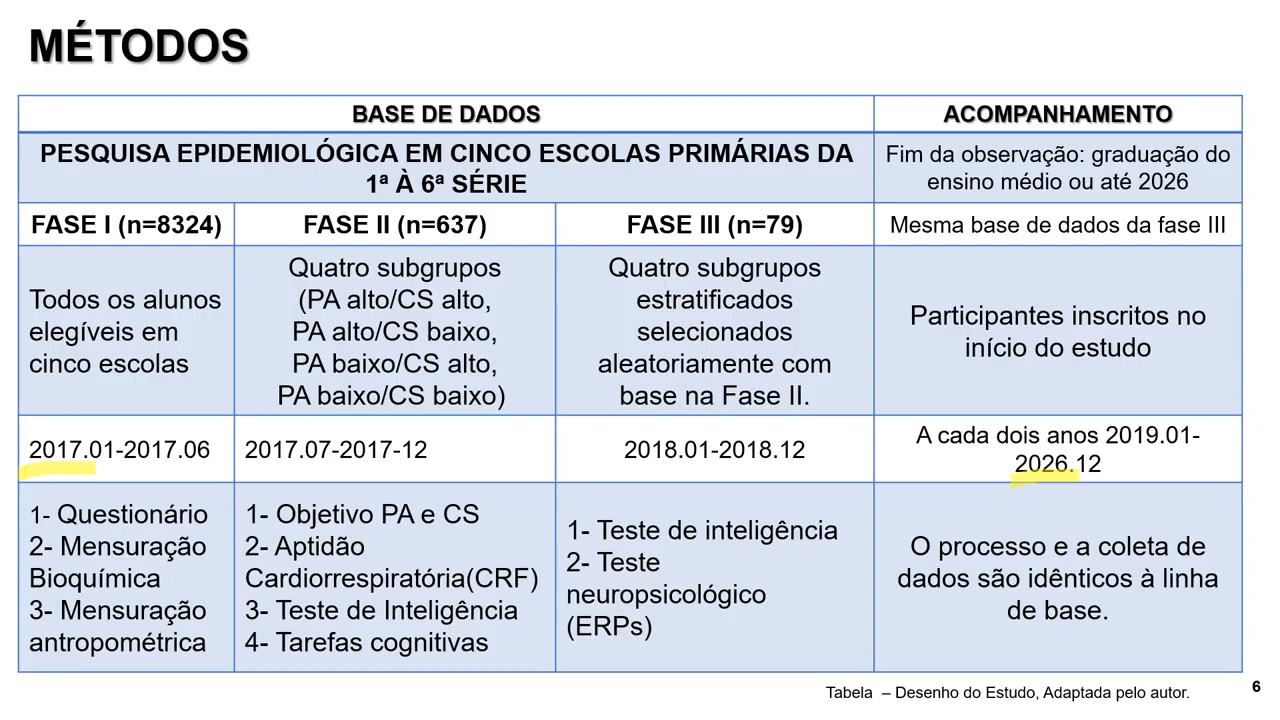 MÉTODOS
BASE DE DADOS
ACOMPANHAMENTO
PESQUISA EPIDEMIOLÓGICA EM CINCO ESCOLAS PRIMÁRIAS DA
1ª À 6ª SÉRIE
Fim da observação: graduação do
ensino médio ou até 2026
FASE I (n=8324)
FASE II (n=637)
FASE III (n=79)
Mesma base de dados da fase III
Todos os alunos
elegíveis em
cinco escolas
Quatro subgrupos
(PA alto/CS alto,
PA alto/CS baixo,
PA baixo/CS alto,
PA baixo/CS baixo)
Quatro subgrupos
estratificados
selecionados
aleatoriamente com
base na Fase II.
Participantes inscritos no
início do estudo
2017.01-2017.06
2017.07-2017-12
2018.01-2018.12
A cada dois anos 2019.01-
2026.12
1- Questionário
2- Mensuração
Bioquímica
3- Mensuração
antropométrica
1- Objetivo PA e CS
2- Aptidão
Cardiorrespiratória(CRF)
3- Teste de Inteligência
4- Tarefas cognitivas
1- Teste de inteligência
2- Teste
neuropsicológico
(ERPs)
O processo e a coleta de
dados são idênticos à linha
de base.
Tabela – Desenho do Estudo, Adaptada pelo autor.
6